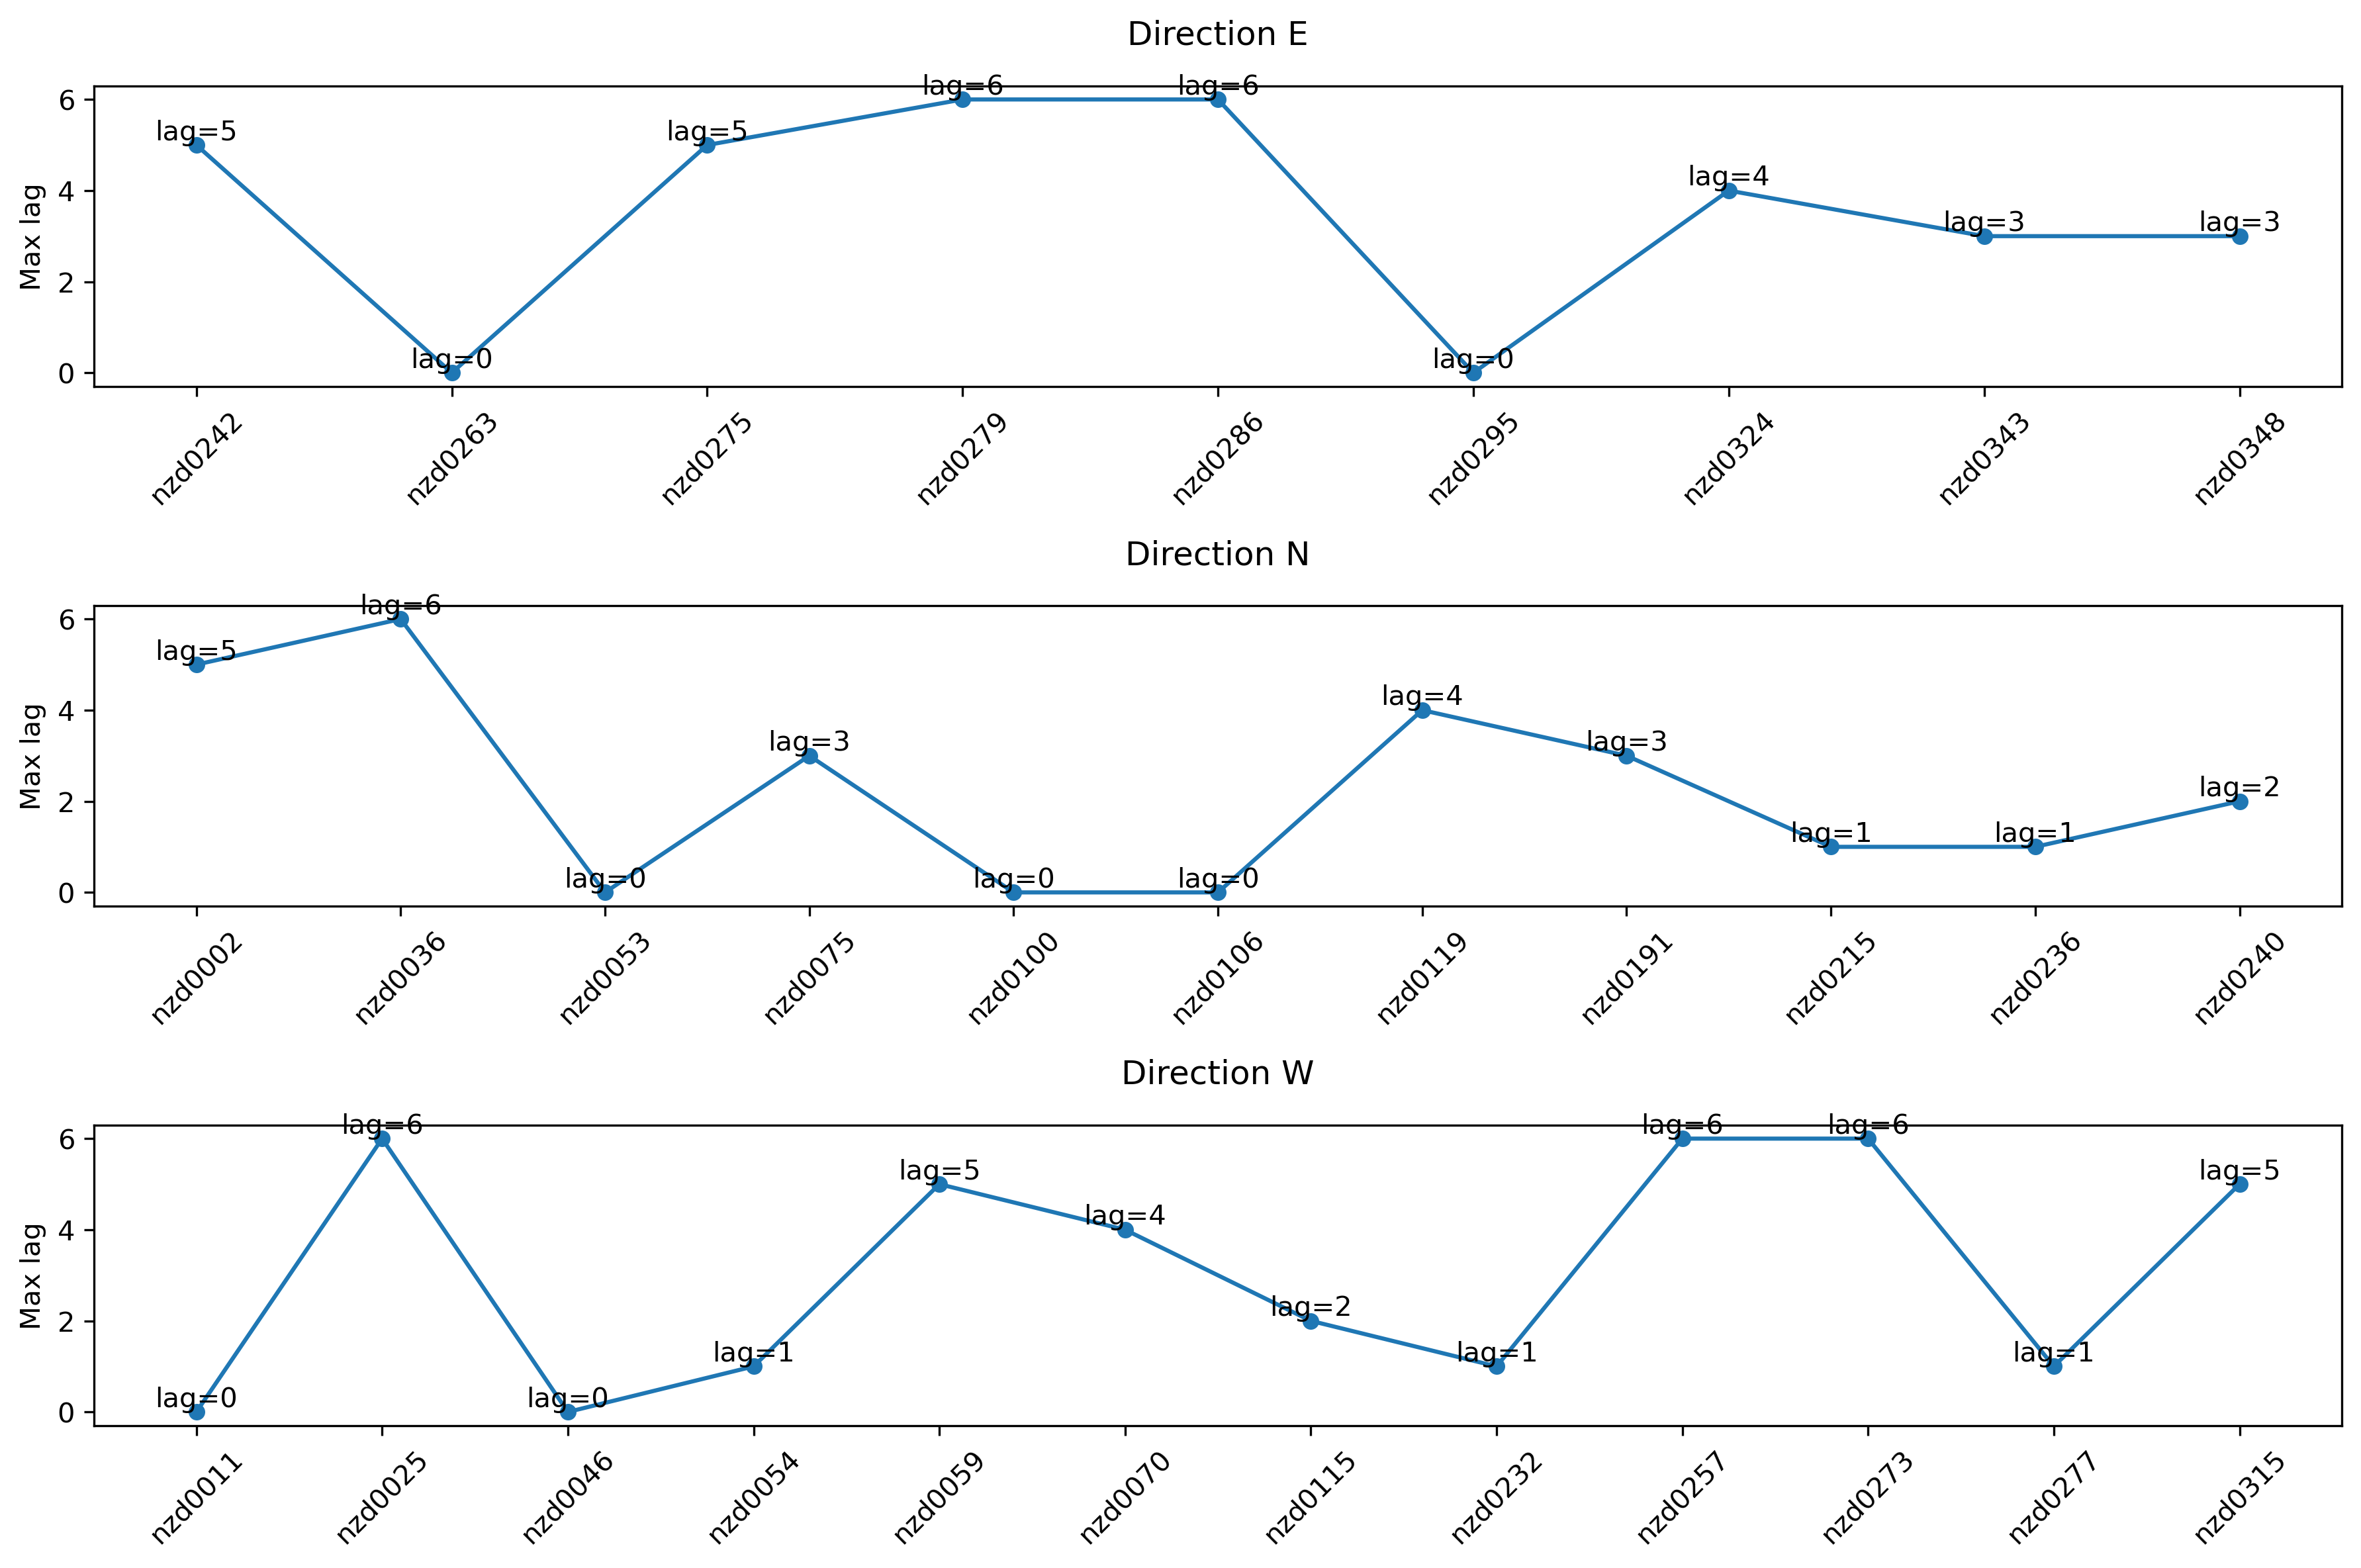 Direction E
lag=6 lag=6
6
lag=5 lag=5
lag=4
4
lag=3 lag=3
Max lag
2
lag=0 lag=0
0
nzd0242 nzd0263 nzd0275 nzd0279 nzd0286 nzd0295 nzd0324 nzd0343 nzd0348
Direction N
lag=6
6
lag=5
lag=4
4
lag=3 lag=3
Max lag
lag=2
2
lag=1 lag=1
lag=0 lag=0 lag=0
0
nzd0002 nzd0036 nzd0053 nzd0075 nzd0100 nzd0106 nzd0119 nzd0191 nzd0215 nzd0236 nzd0240
Direction W
lag=6 lag=6 lag=6
6
lag=5 lag=5
lag=4
4
Max lag
lag=2
2
lag=1 lag=1 lag=1
lag=0 lag=0
0
nzd0011 nzd0025 nzd0046 nzd0054 nzd0059 nzd0070 nzd0115 nzd0232 nzd0257 nzd0273 nzd0277 nzd0315